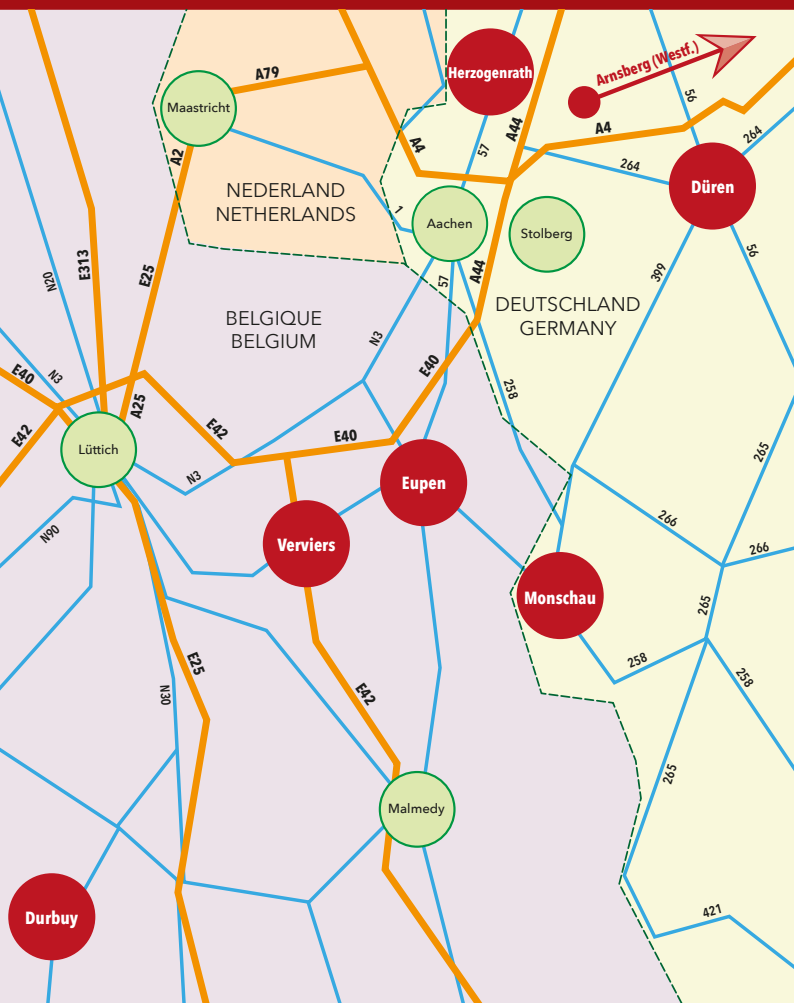 Herzogenrath
Arnsberg (Westf.)
A79
Maastricht
56
A4
A44
A4
264
57
264
A2
Düren
NEDERLAND
NETHERLANDS
1
Aachen
Stolberg
56
399
E313
E25
N20
57
A44
DEUTSCHLAND
GERMANY
BELGIQUE
BELGIUM
N3
E40
N3
E40
258
A25
E42
E42
E40
Lüttich
265
N3
Eupen
N90
266
Verviers
266
Monschau
265
E25
258
258
N30
E42
265
Malmedy
Durbuy
421